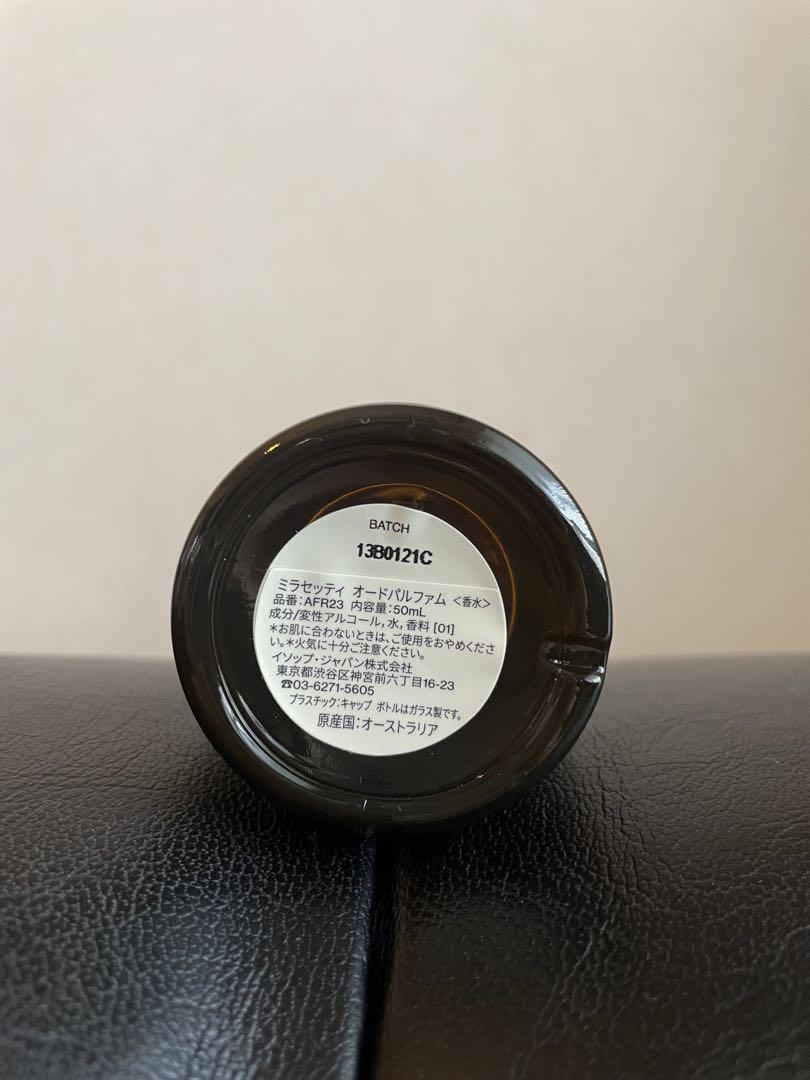 BATCH
13B0121C
ミラセッティ オードパルファム <香水>
品番:AFR23 内容量:50mL
成分/変性アルコール, 水, 香料 [01]
*お肌に合わないときは、ご使用をおやめくださ
い。*火気に十分ご注意ください。
イソップ・ジャパン株式会社
東京都渋谷区神宮前六丁目16-23
☎03-6271-5605
プラスチック:キャップ ボトルはガラス製です。
原産国:オーストラリア